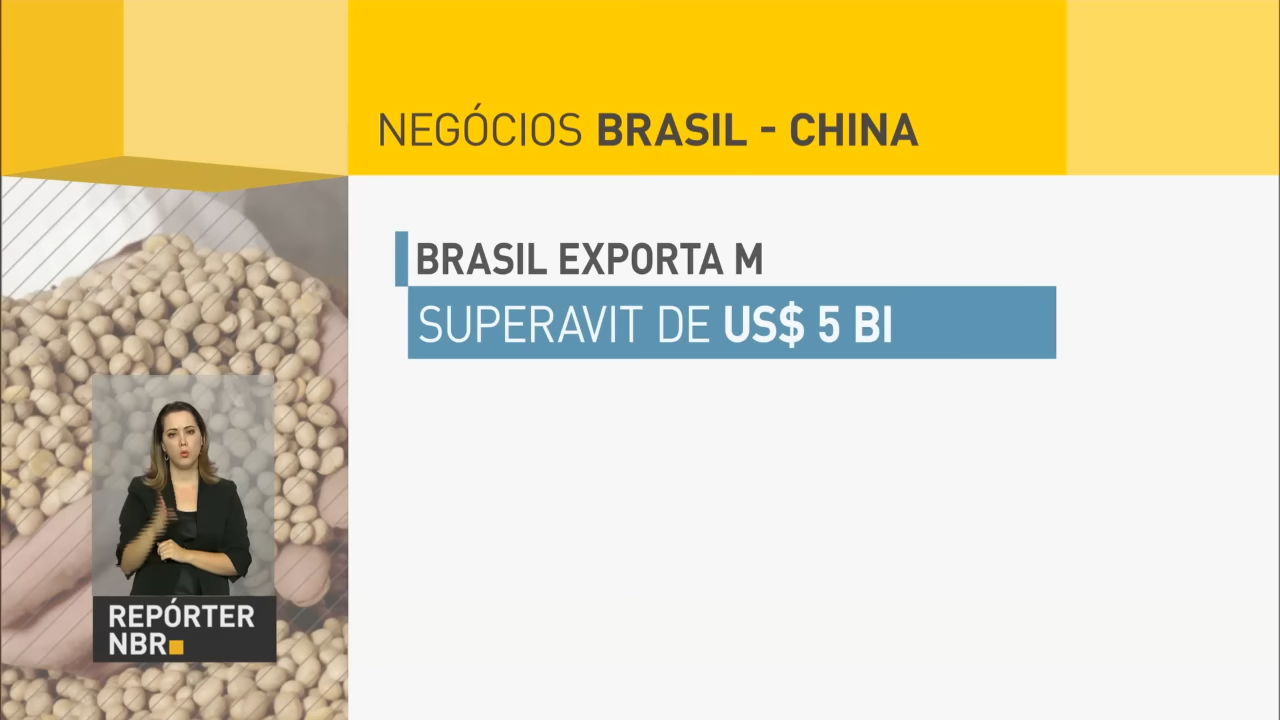 NEGÓCIOS BRASIL - CHINA
BRASIL EXPORTA M
SUPERAVIT DE US$ 5 BI
REPÓRTER
NBR